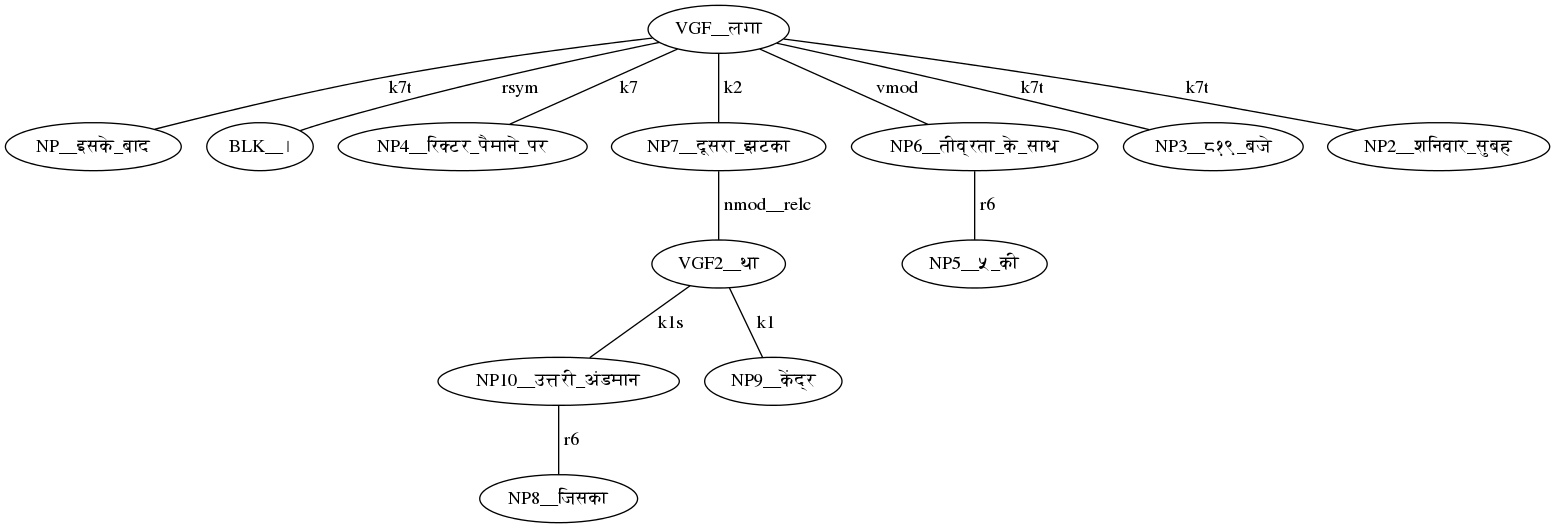 VGF__लगा
k7t rsym k7 k2 vmod k7t k7t
NP__इसके_बाद BLK__। NP4__रिक्टर_पैमाने_पर NP7__दूसरा_झटका NP6__तीव्रता_के_साथ NP3__८१९_बजे NP2__शनिवार_सुबह
nmod__relc r6
VGF2__था NP5__५_की
k1s k1
NP10__उत्तरी_अंडमान NP9__केंद्र
r6
NP8__जिसका